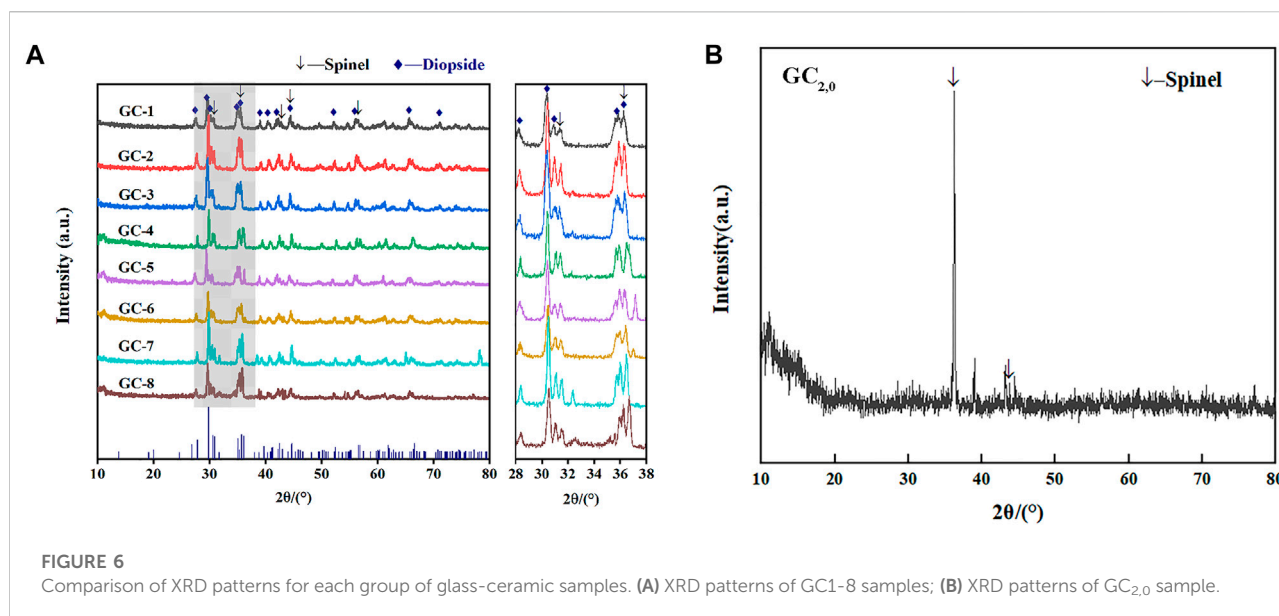 A
↓—Spinel ◆—Diopside
GC-1
GC-2
GC-3
GC-4
GC-5
GC-6
GC-7
GC-8
Intensity (a.u.)
10 20 30 40 50 60 70 80
2θ/(°)
Intensity (a.u.)
28 30 32 34 36 38
2θ/(°)
B
GC2,0
↓–Spinel
Intensity(a.u.)
10 20 30 40 50 60 70 80
2θ/(°)
FIGURE 6
Comparison of XRD patterns for each group of glass-ceramic samples. (A) XRD patterns of GC1-8 samples; (B) XRD patterns of GC2,0 sample.